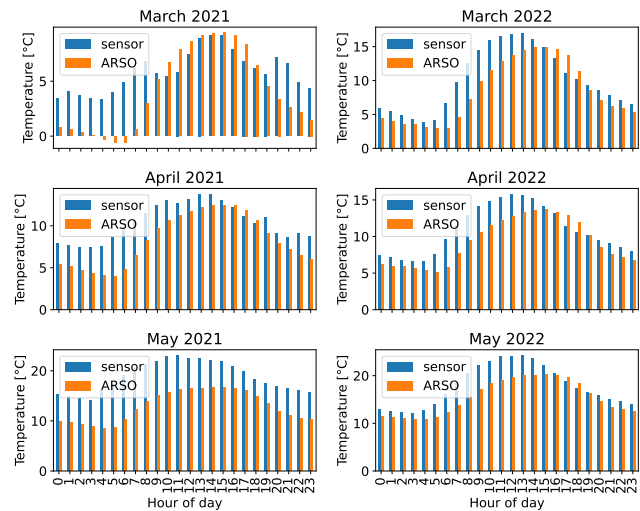 March 2021
Temperature [°C]
5
0
sensor
ARSO
March 2022
Temperature [°C]
15
10
5
0
sensor
ARSO
April 2021
Temperature [°C]
10
5
0
sensor
ARSO
April 2022
Temperature [°C]
15
10
5
0
sensor
ARSO
May 2021
Temperature [°C]
20
10
0
sensor
ARSO
0 1 2 3 4 5 6 7 8 9 10 11 12 13 14 15 16 17 18 19 20 21 22 23
Hour of day
May 2022
Temperature [°C]
20
10
0
sensor
ARSO
0 1 2 3 4 5 6 7 8 9 10 11 12 13 14 15 16 17 18 19 20 21 22 23
Hour of day